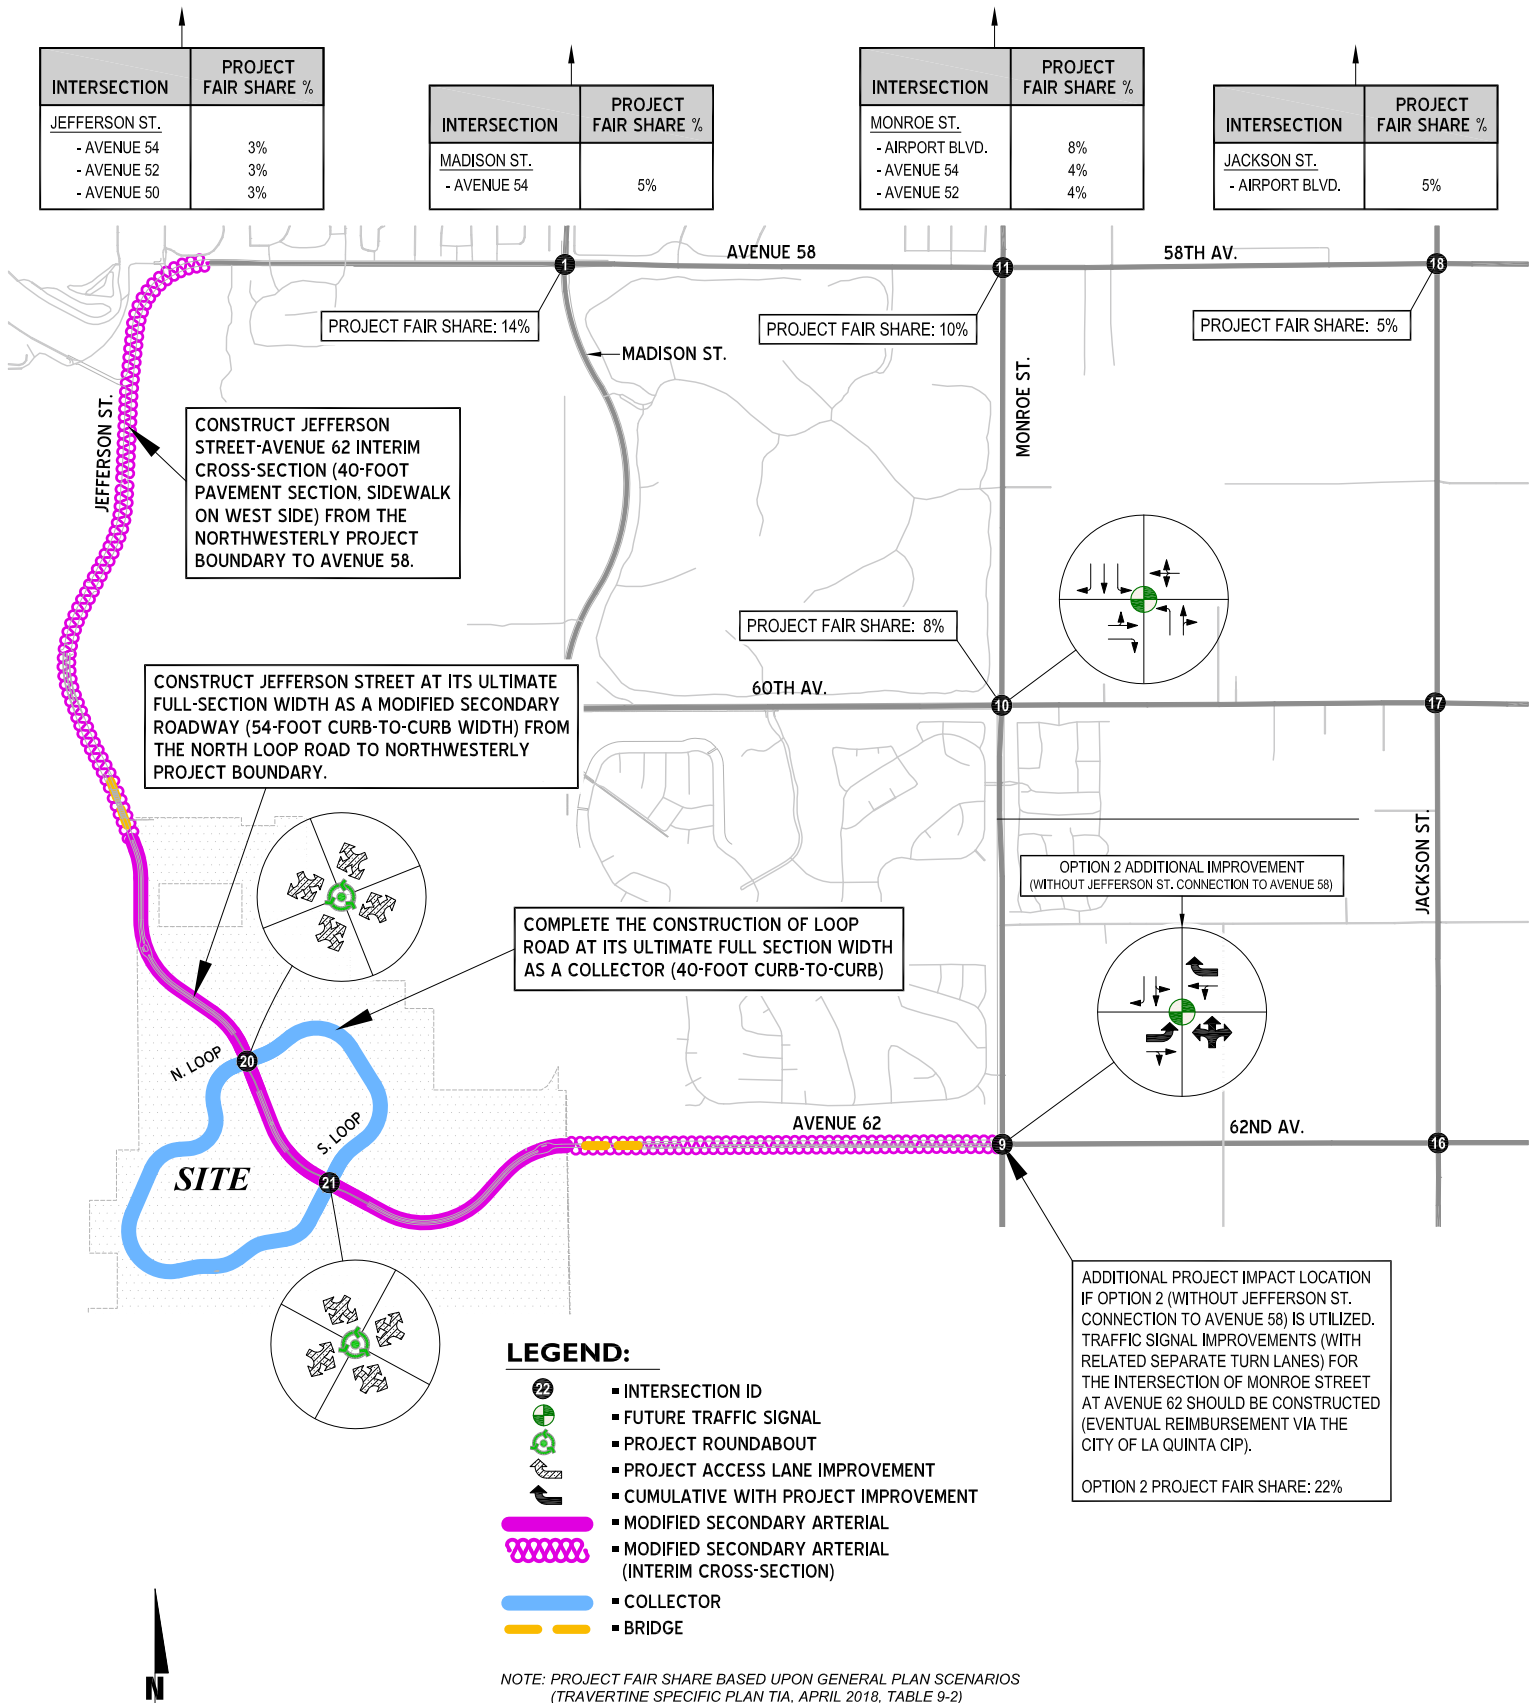 INTERSECTION
PROJECT
FAIR SHARE %
JEFFERSON ST.
- AVENUE 54 3%
- AVENUE 52 3%
- AVENUE 50 3%
INTERSECTION
PROJECT
FAIR SHARE %
MADISON ST.
- AVENUE 54 5%
INTERSECTION
PROJECT
FAIR SHARE %
MONROE ST.
- AIRPORT BLVD. 8%
- AVENUE 54 4%
- AVENUE 52 4%
INTERSECTION
PROJECT
FAIR SHARE %
JACKSON ST.
- AIRPORT BLVD. 5%
AVENUE 58
58TH AV.
1
11
18
PROJECT FAIR SHARE: 14%
PROJECT FAIR SHARE: 10%
PROJECT FAIR SHARE: 5%
MADISON ST.
MONROE ST.
JEFFERSON ST.
CONSTRUCT JEFFERSON
STREET-AVENUE 62 INTERIM
CROSS-SECTION (40-FOOT
PAVEMENT SECTION, SIDEWALK
ON WEST SIDE) FROM THE
NORTHWESTERLY PROJECT
BOUNDARY TO AVENUE 58.
PROJECT FAIR SHARE: 8%
CONSTRUCT JEFFERSON STREET AT ITS ULTIMATE
FULL-SECTION WIDTH AS A MODIFIED SECONDARY
ROADWAY (54-FOOT CURB-TO-CURB WIDTH) FROM
THE NORTH LOOP ROAD TO NORTHWESTERLY
PROJECT BOUNDARY.
60TH AV.
10
17
JACKSON ST.
OPTION 2 ADDITIONAL IMPROVEMENT
(WITHOUT JEFFERSON ST. CONNECTION TO AVENUE 58)
COMPLETE THE CONSTRUCTION OF LOOP
ROAD AT ITS ULTIMATE FULL SECTION WIDTH
AS A COLLECTOR (40-FOOT CURB-TO-CURB)
N. LOOP
20
S. LOOP
SITE
21
AVENUE 62
62ND AV.
9
16
ADDITIONAL PROJECT IMPACT LOCATION
IF OPTION 2 (WITHOUT JEFFERSON ST.
CONNECTION TO AVENUE 58) IS UTILIZED.
TRAFFIC SIGNAL IMPROVEMENTS (WITH
RELATED SEPARATE TURN LANES) FOR
THE INTERSECTION OF MONROE STREET
AT AVENUE 62 SHOULD BE CONSTRUCTED
(EVENTUAL REIMBURSEMENT VIA THE
CITY OF LA QUINTA CIP).
OPTION 2 PROJECT FAIR SHARE: 22%
LEGEND:
22 = INTERSECTION ID
= FUTURE TRAFFIC SIGNAL
= PROJECT ROUNDABOUT
= PROJECT ACCESS LANE IMPROVEMENT
= CUMULATIVE WITH PROJECT IMPROVEMENT
= MODIFIED SECONDARY ARTERIAL
= MODIFIED SECONDARY ARTERIAL
(INTERIM CROSS-SECTION)
= COLLECTOR
= BRIDGE
N
NOTE: PROJECT FAIR SHARE BASED UPON GENERAL PLAN SCENARIOS
(TRAVERTINE SPECIFIC PLAN TIA, APRIL 2018, TABLE 9-2)